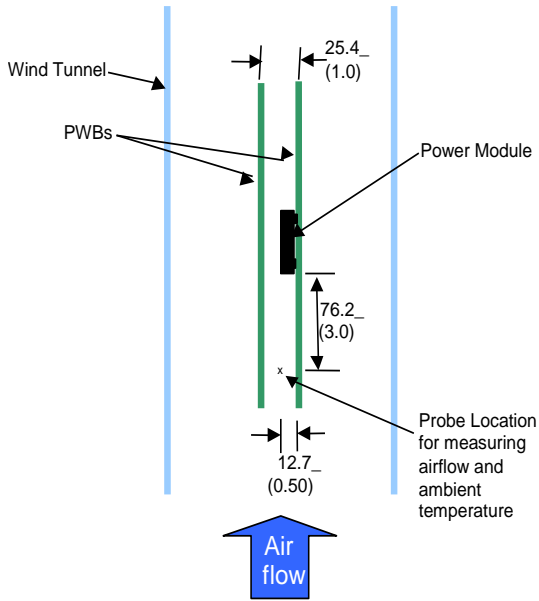 25.4_
(1.0)
Wind Tunnel
PWBs
Power Module
76.2_
(3.0)
x
Probe Location
for measuring
airflow and
ambient
temperature
12.7_
(0.50)
Air
flow